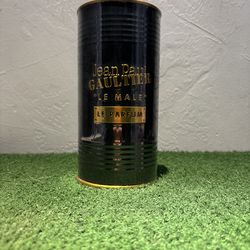 Jean Paul
GAULTIER
"LE MALE"
LE PARFUM